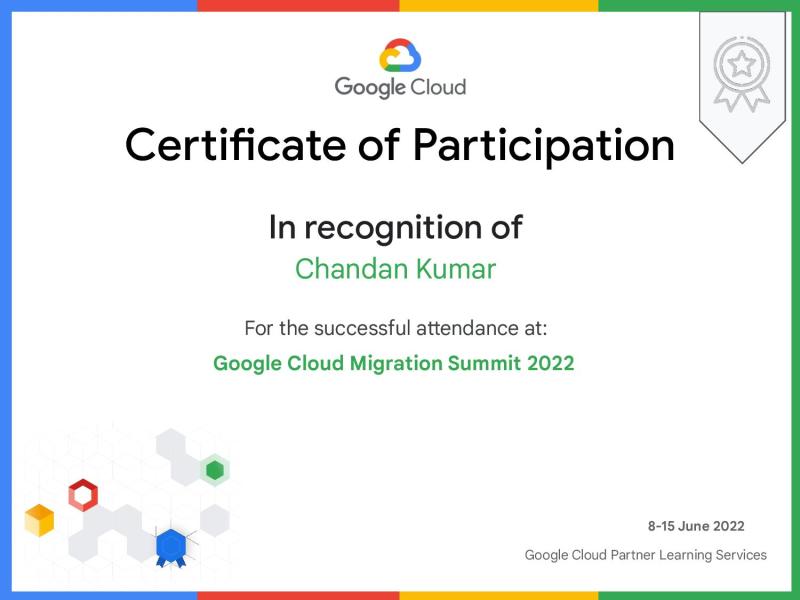 Google Cloud
Certificate of Participation
In recognition of
Chandan Kumar
For the successful attendance at:
Google Cloud Migration Summit 2022
8-15 June 2022
Google Cloud Partner Learning Services